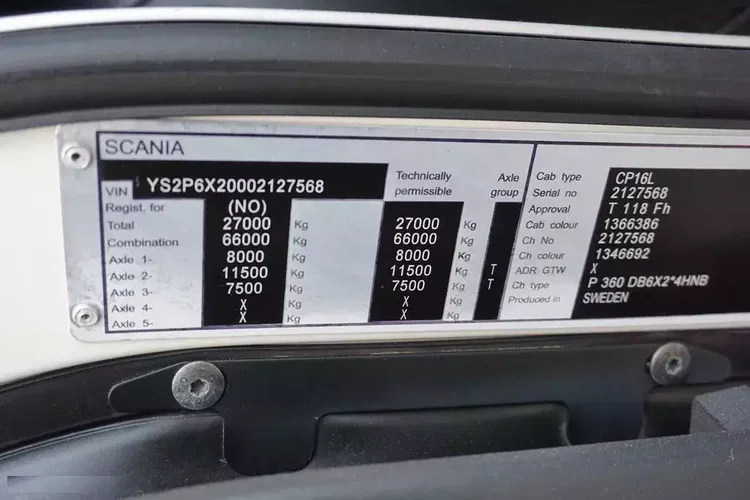 SCANIA
VIN YS2P6X20002127568 Technically permissible Axle group
Regist. for (NO)
Total 27000 Kg 27000 Kg
Combination 66000 Kg 66000 Kg
Axle 1- 8000 Kg 8000 Kg
Axle 2- 11500 Kg 11500 Kg T
Axle 3- 7500 Kg 7500 Kg T
Axle 4- X Kg X Kg
Axle 5- X Kg X Kg
Cab type CP16L
Serial no 2127568
Approval T 118 Fh
Cab colour 1366386
Ch No 2127568
Ch colour 1346692
ADR GTW X
Ch type P 360 DB6X2*4HNB
Produced in SWEDEN